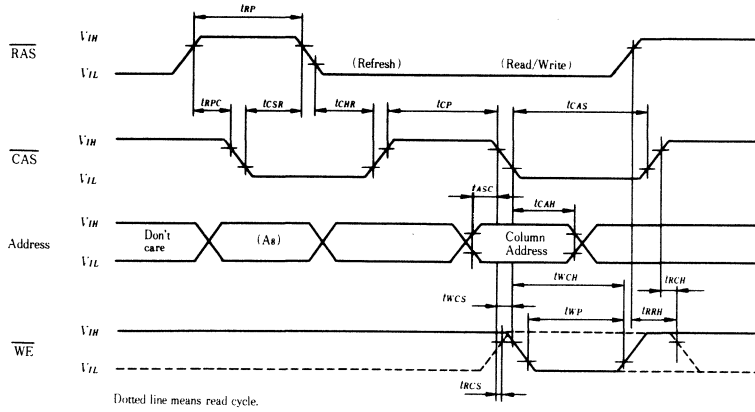 tRP
RAS
VIH
VIL
(Refresh)
(Read/Write)
tRPC
tCSR
tCHR
tCP
tCAS
CAS
VIH
VIL
tASC
tCAH
Address
VIH
VIL
Don't
care
(A8)
Column
Address
tWCH
tRCH
tWCS
tWP
tRRH
WE
VIH
VIL
tRCS
Dotted line means read cycle.